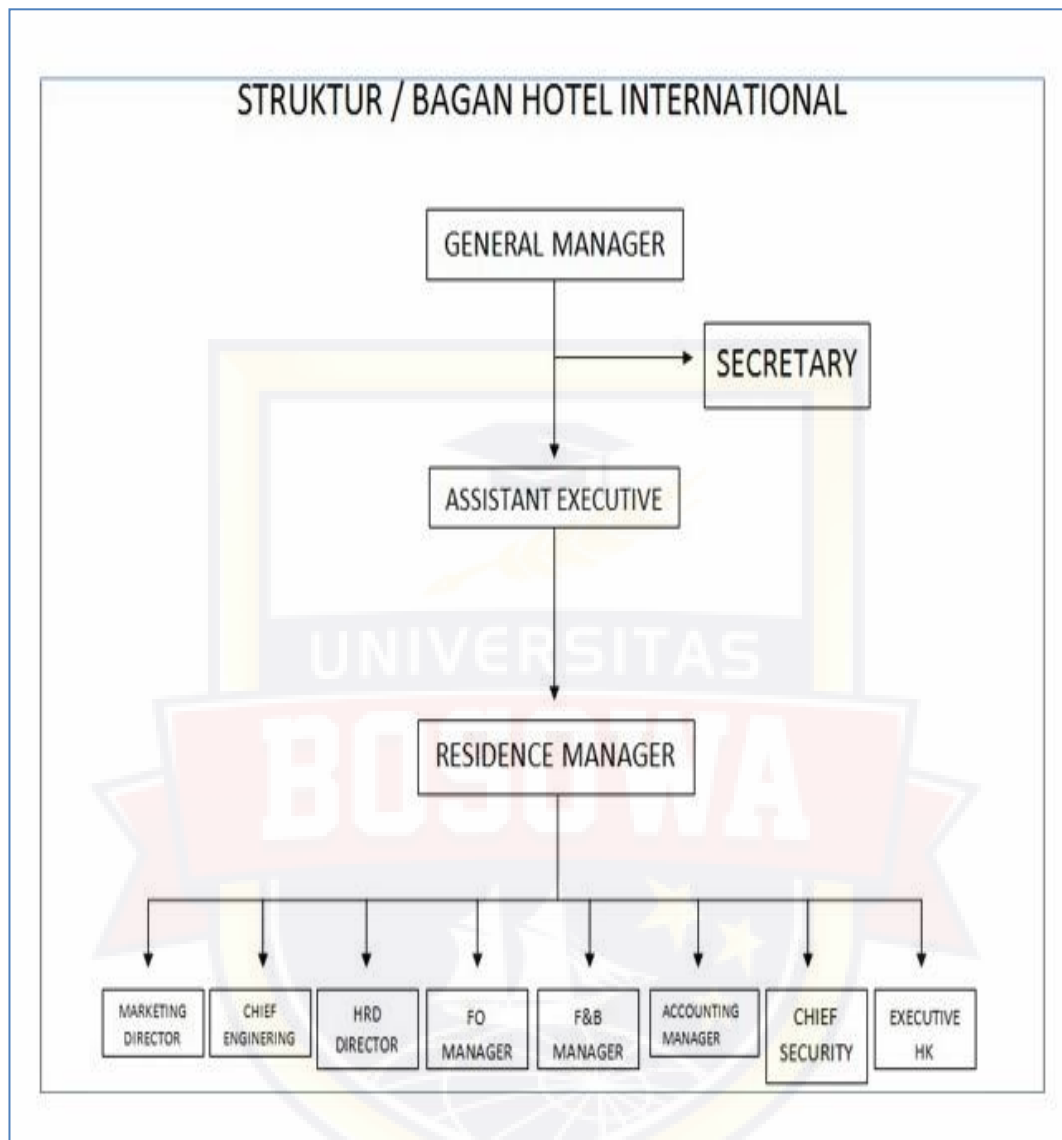 STRUKTUR / BAGAN HOTEL INTERNATIONAL
GENERAL MANAGER
SECRETARY
ASSISTANT EXECUTIVE
RESIDENCE MANAGER
MARKETING
DIRECTOR
CHIEF
ENGINERING
HRD
DIRECTOR
FO
MANAGER
F&B
MANAGER
ACCOUNTING
MANAGER
CHIEF
SECURITY
EXECUTIVE
HK
UNIVERSITAS
BOSOWA